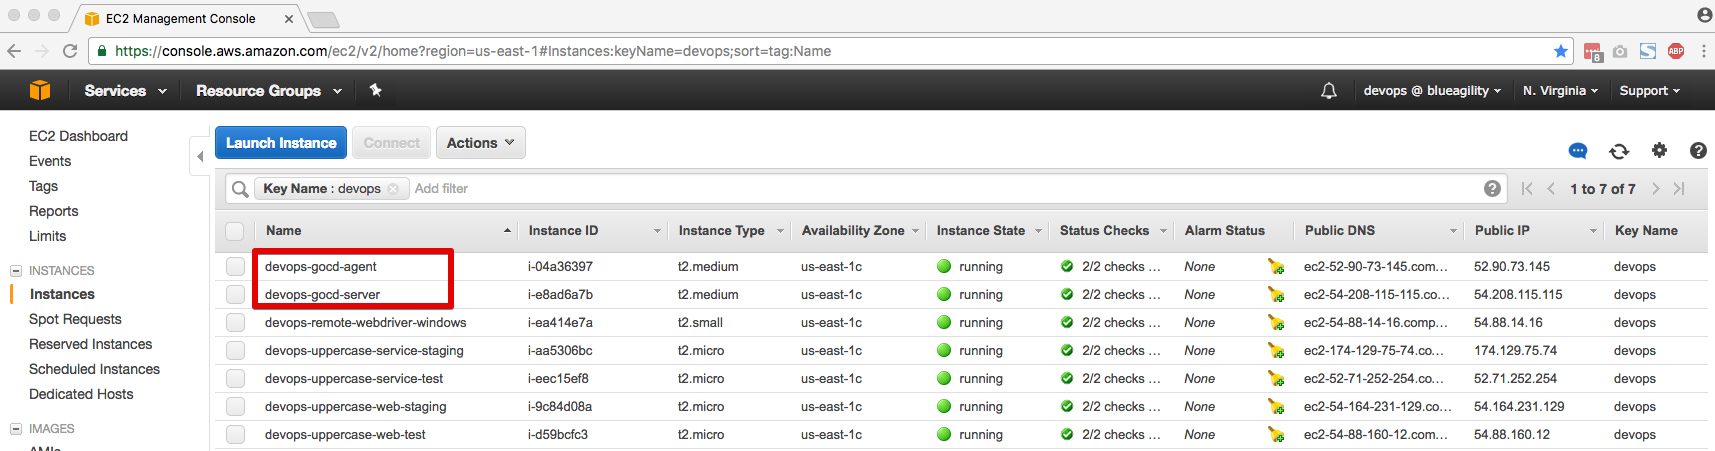 EC2 Management Console
https://console.aws.amazon.com/ec2/v2/home?region=us-east-1#Instances:keyName=devops;sort=tag:Name
8
ABP
Services Resource Groups devops @ blueagility N. Virginia Support
EC2 Dashboard
Events
Tags
Reports
Limits
INSTANCES
Instances
Spot Requests
Reserved Instances
Scheduled Instances
Dedicated Hosts
IMAGES
AMIs
Launch Instance Connect Actions
Key Name : devops Add filter 1 to 7 of 7
Name Instance ID Instance Type Availability Zone Instance State Status Checks Alarm Status Public DNS Public IP Key Name
devops-gocd-agent i-04a36397 t2.medium us-east-1c running 2/2 checks ... None ec2-52-90-73-145.com... 52.90.73.145 devops
devops-gocd-server i-e8ad6a7b t2.medium us-east-1c running 2/2 checks ... None ec2-54-208-115-115.co... 54.208.115.115 devops
devops-remote-webdriver-windows i-ea414e7a t2.small us-east-1c running 2/2 checks ... None ec2-54-88-14-16.comp... 54.88.14.16 devops
devops-uppercase-service-staging i-aa5306bc t2.micro us-east-1c running 2/2 checks ... None ec2-174-129-75-74.co... 174.129.75.74 devops
devops-uppercase-service-test i-eec15ef8 t2.micro us-east-1c running 2/2 checks ... None ec2-52-71-252-254.com... 52.71.252.254 devops
devops-uppercase-web-staging i-9c84d08a t2.micro us-east-1c running 2/2 checks ... None ec2-54-164-231-129.co... 54.164.231.129 devops
devops-uppercase-web-test i-d59bcfc3 t2.micro us-east-1c running 2/2 checks ... None ec2-54-88-160-12.com... 54.88.160.12 devops